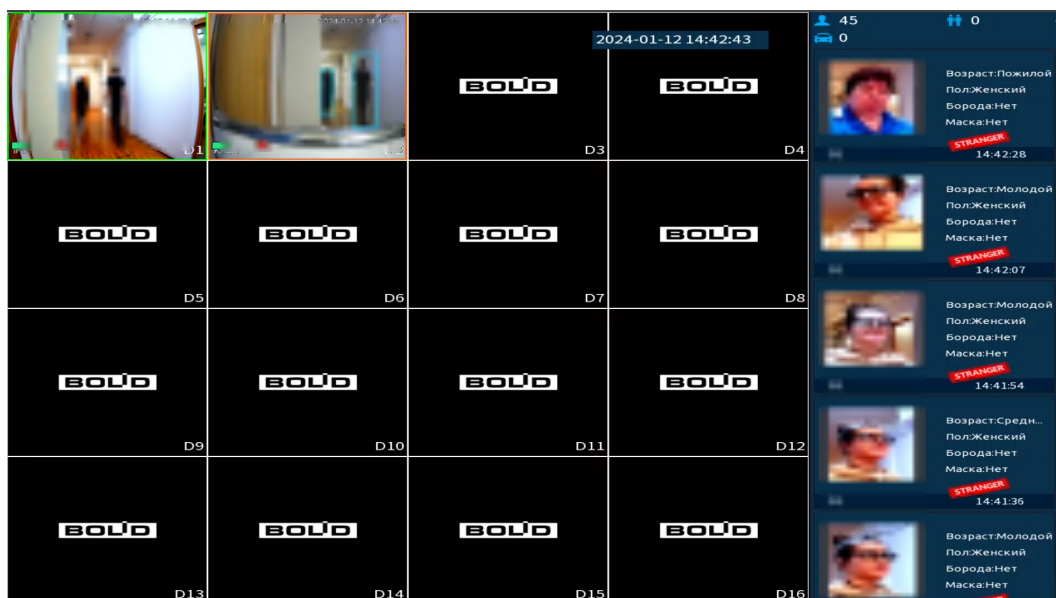 2024-01-12 14:42:43
D1
BOLID
D3
BOLID
D4
BOLID
D5
BOLID
D6
BOLID
D7
BOLID
D8
BOLID
D9
BOLID
D10
BOLID
D11
BOLID
D12
BOLID
D13
BOLID
D14
BOLID
D15
BOLID
D16
45
0
0
Возраст:Пожилой
Пол:Женский
Борода:Нет
Маска:Нет
STRANGER
14:42:28
Возраст:Молодой
Пол:Женский
Борода:Нет
Маска:Нет
STRANGER
14:42:07
Возраст:Молодой
Пол:Женский
Борода:Нет
Маска:Нет
STRANGER
14:41:54
Возраст:Средн...
Пол:Женский
Борода:Нет
Маска:Нет
STRANGER
14:41:36
Возраст:Молодой
Пол:Женский
Борода:Нет
Маска:Нет